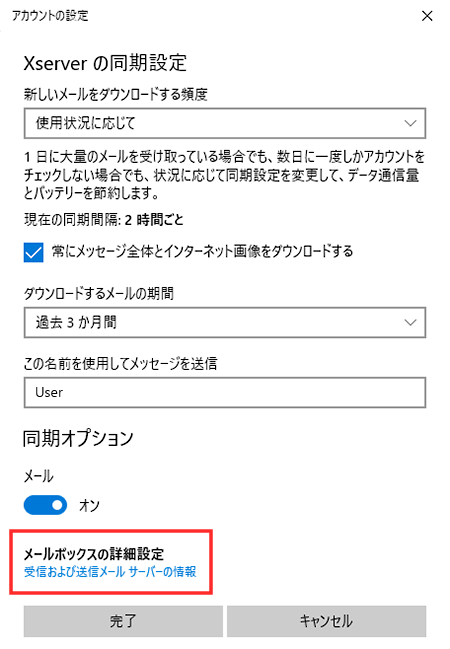 アカウントの設定
Xserver の同期設定
新しいメールをダウンロードする頻度
使用状況に応じて
1 日に大量のメールを受け取っている場合でも、数日に一度しかアカウントを
チェックしない場合でも、状況に応じて同期設定を変更して、データ通信量
とバッテリーを節約します。
現在の同期間隔: 2 時間ごと
常にメッセージ全体とインターネット画像をダウンロードする
ダウンロードするメールの期間
過去 3 か月間
この名前を使用してメッセージを送信
User
同期オプション
メール
オン
メールボックスの詳細設定
受信および送信メール サーバーの情報
完了
キャンセル